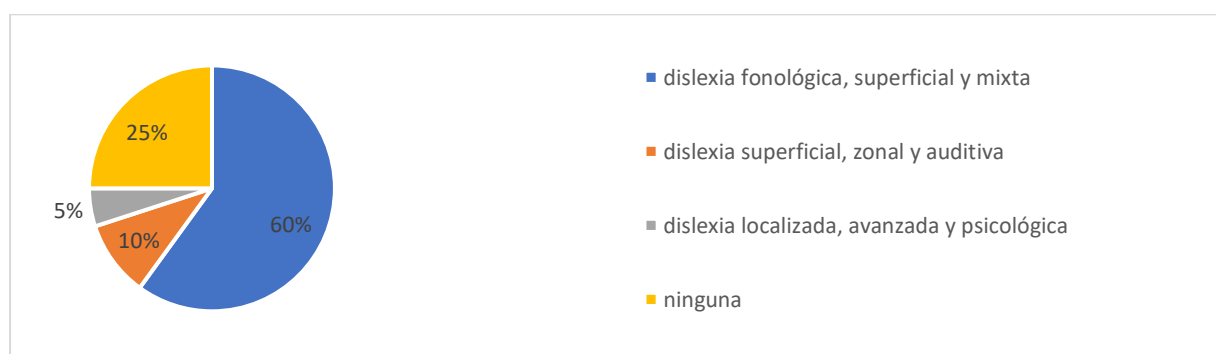 25%
5%
10%
60%
dislexia fonológica, superficial y mixta
dislexia superficial, zonal y auditiva
dislexia localizada, avanzada y psicológica
ninguna